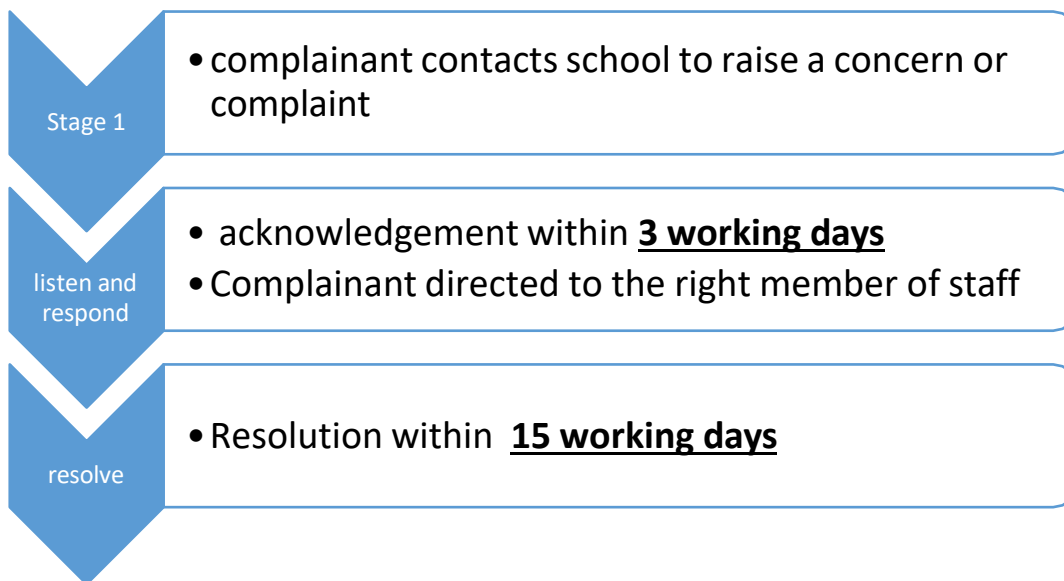 Stage 1
•complainant contacts school to raise a concern or
complaint
listen and
respond
• acknowledgement within 3 working days
•Complainant directed to the right member of staff
resolve
•Resolution within 15 working days